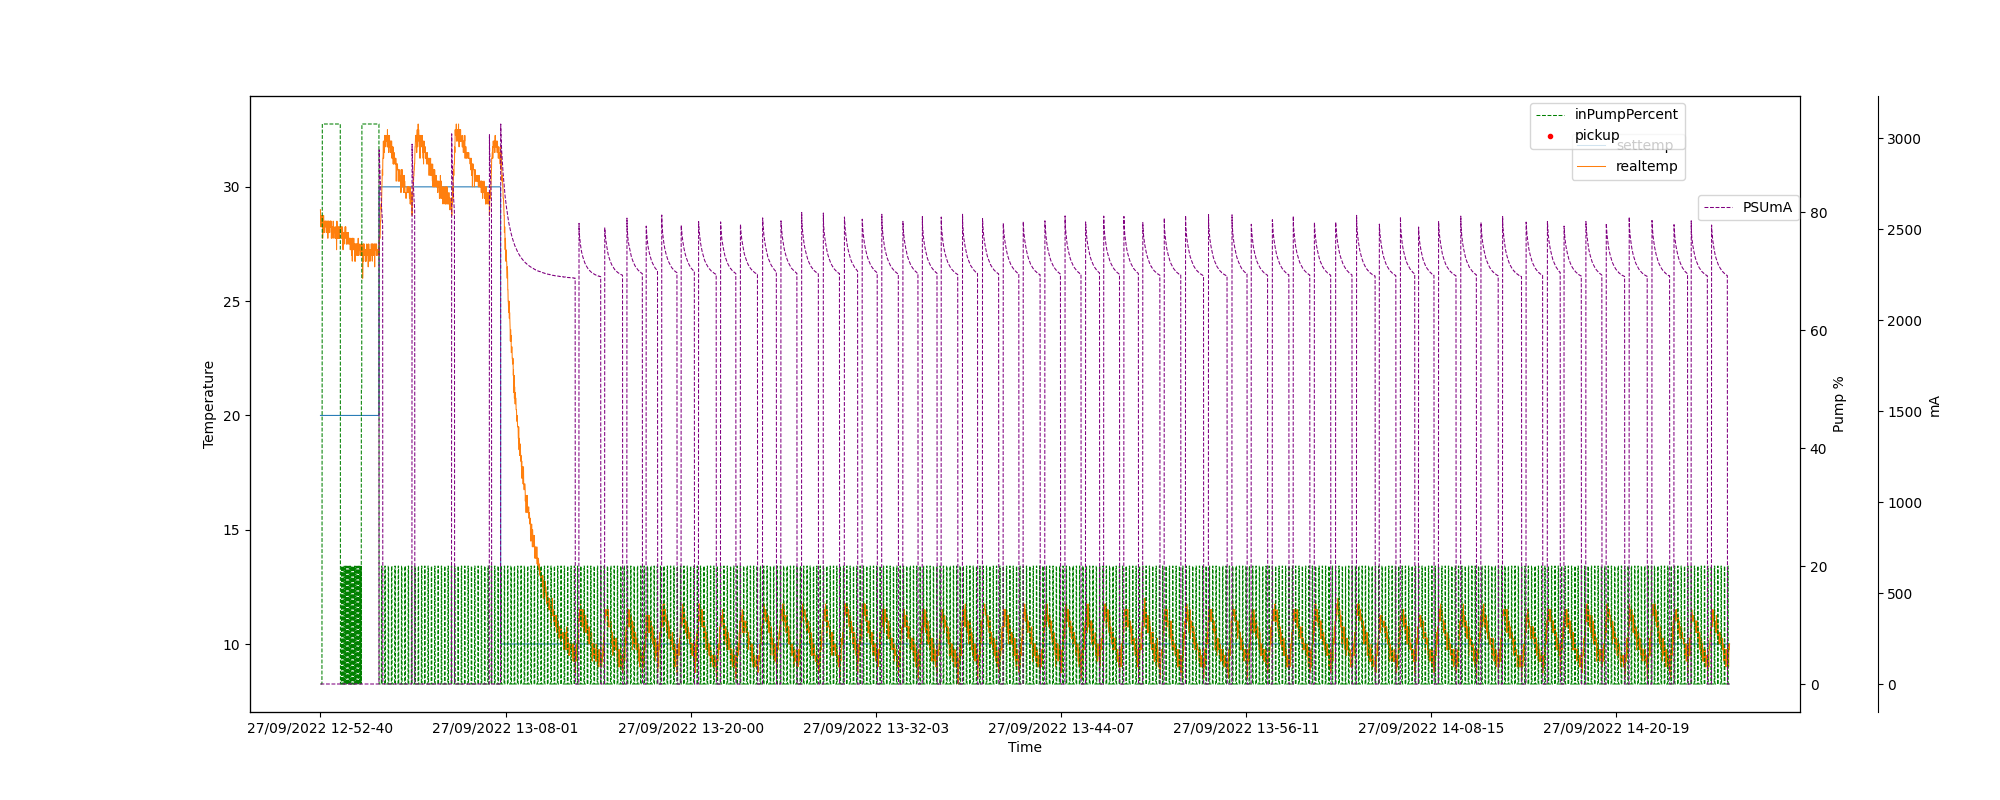 inPumpPercent
pickup
settemp
realtemp
PSUmA
30
25
20
15
10
Temperature
80
60
40
20
0
Pump %
3000
2500
2000
1500
1000
500
0
mA
27/09/2022 12-52-40
27/09/2022 13-08-01
27/09/2022 13-20-00
27/09/2022 13-32-03
27/09/2022 13-44-07
27/09/2022 13-56-11
27/09/2022 14-08-15
27/09/2022 14-20-19
Time